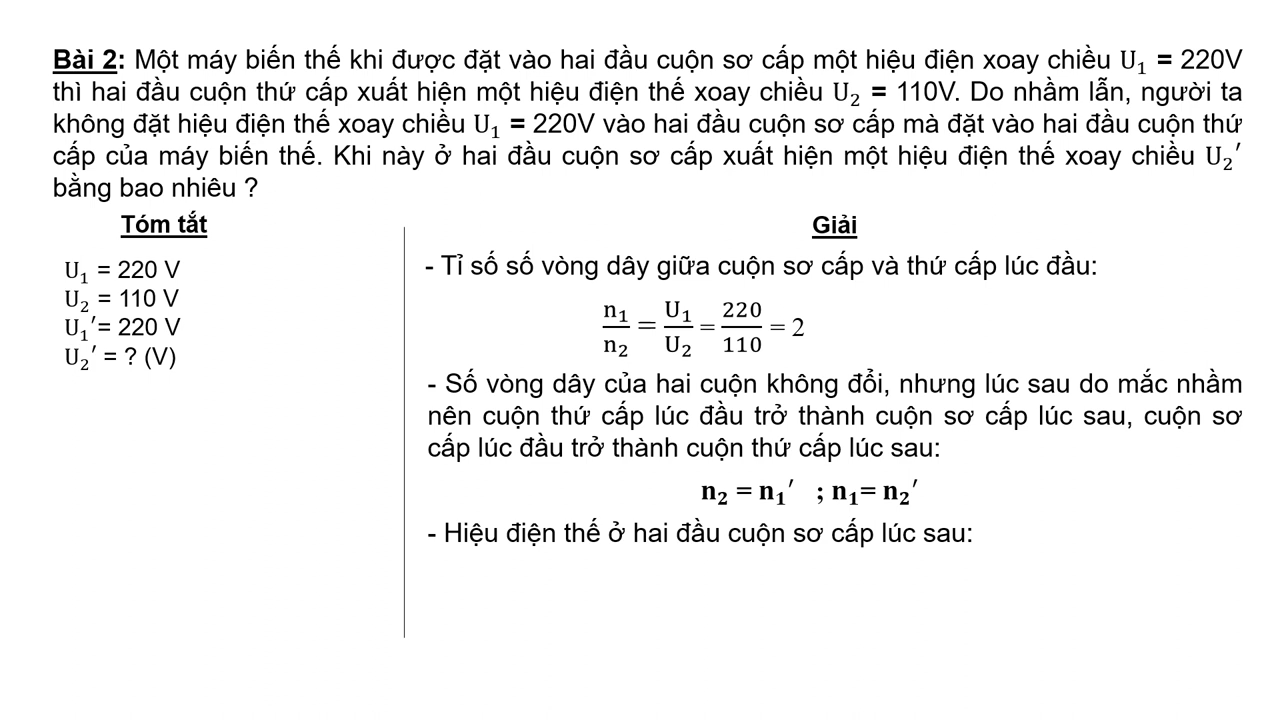 Bài 2: Một máy biến thế khi được đặt vào hai đầu cuộn sơ cấp một hiệu điện xoay chiều U₁ = 220V
thì hai đầu cuộn thứ cấp xuất hiện một hiệu điện thế xoay chiều U₂ = 110V. Do nhầm lẫn, người ta
không đặt hiệu điện thế xoay chiều U₁ = 220V vào hai đầu cuộn sơ cấp mà đặt vào hai đầu cuộn thứ
cấp của máy biến thế. Khi này ở hai đầu cuộn sơ cấp xuất hiện một hiệu điện thế xoay chiều U₂′
bằng bao nhiêu ?
Tóm tắt
U₁ = 220 V
U₂ = 110 V
U₁′= 220 V
U₂′ = ? (V)
Giải
- Tỉ số số vòng dây giữa cuộn sơ cấp và thứ cấp lúc đầu:
n₁/n₂ = U₁/U₂ = 220/110 = 2
- Số vòng dây của hai cuộn không đổi, nhưng lúc sau do mắc nhầm
nên cuộn thứ cấp lúc đầu trở thành cuộn sơ cấp lúc sau, cuộn sơ
cấp lúc đầu trở thành cuộn thứ cấp lúc sau:
n₂ = n₁′ ; n₁= n₂′
- Hiệu điện thế ở hai đầu cuộn sơ cấp lúc sau: